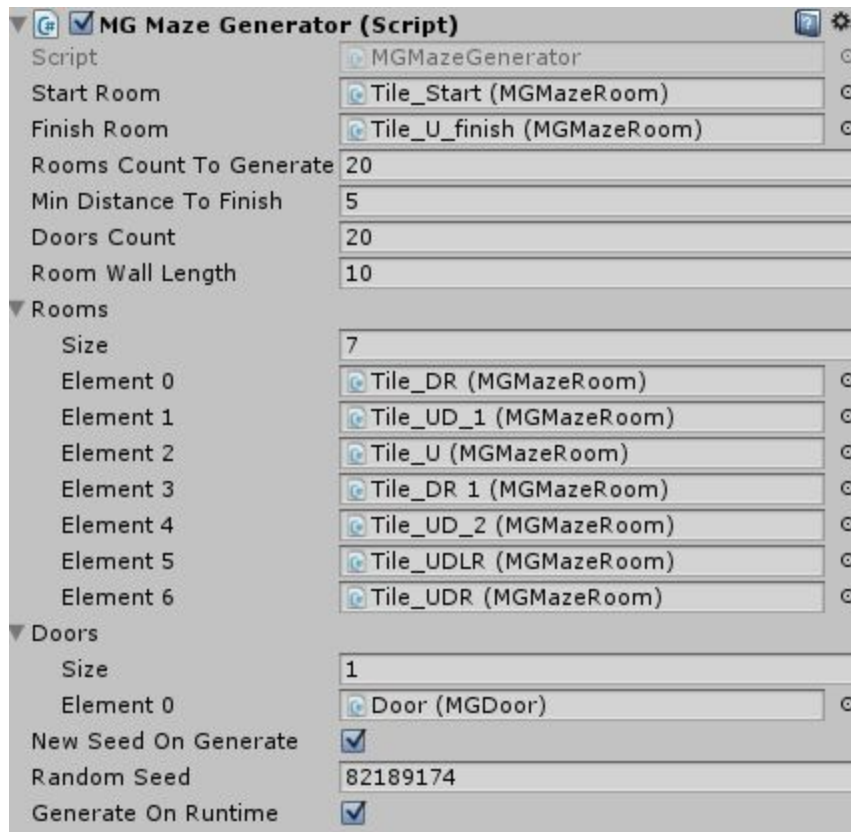 MG Maze Generator (Script)
Script MGMazeGenerator
Start Room Tile_Start (MGMazeRoom)
Finish Room Tile_U_finish (MGMazeRoom)
Rooms Count To Generate 20
Min Distance To Finish 5
Doors Count 20
Room Wall Length 10
Rooms
Size 7
Element 0 Tile_DR (MGMazeRoom)
Element 1 Tile_UD_1 (MGMazeRoom)
Element 2 Tile_U (MGMazeRoom)
Element 3 Tile_DR 1 (MGMazeRoom)
Element 4 Tile_UD_2 (MGMazeRoom)
Element 5 Tile_UDLR (MGMazeRoom)
Element 6 Tile_UDR (MGMazeRoom)
Doors
Size 1
Element 0 Door (MGDoor)
New Seed On Generate
Random Seed 82189174
Generate On Runtime